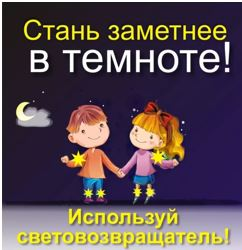 Стань заметнее
в темноте!
Используй
световозвращатель!